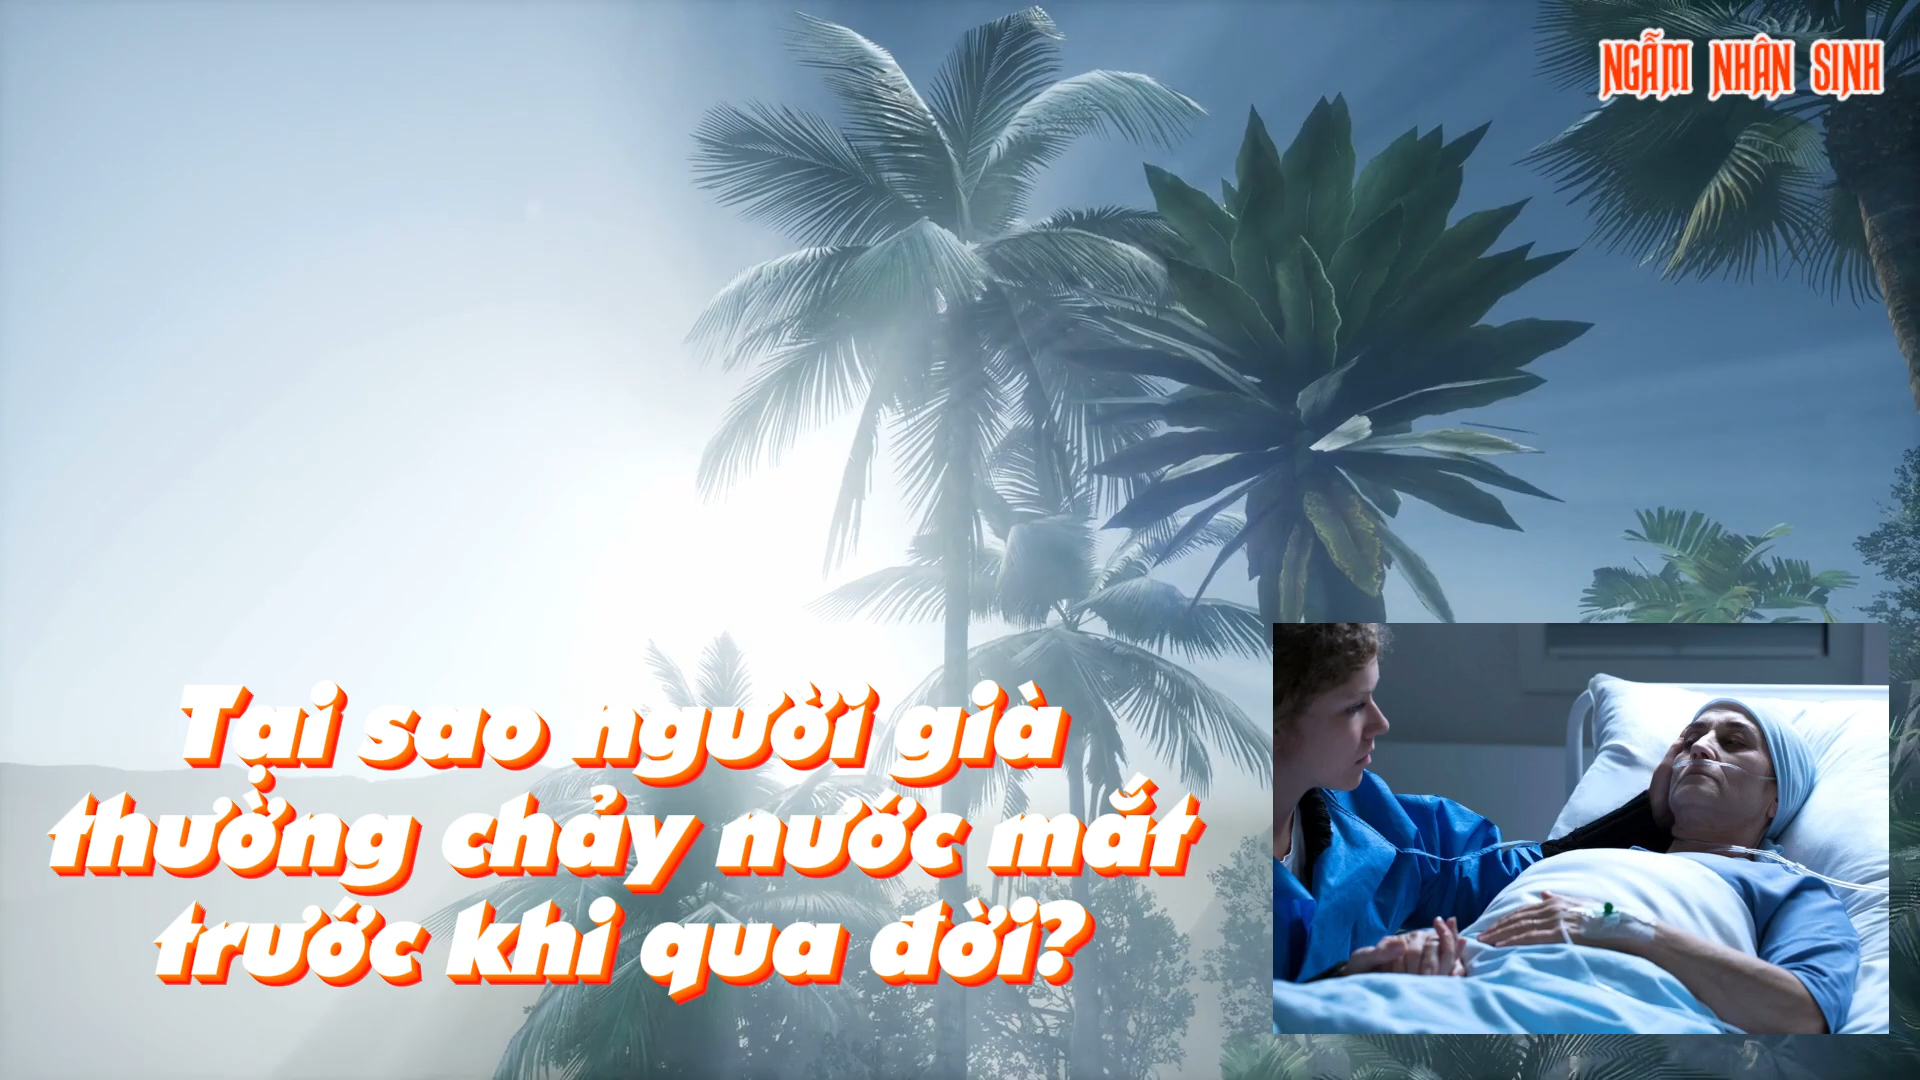 NGẪM NHÂN SINH
Tại sao người già
thường chảy nước mắt
trước khi qua đời?